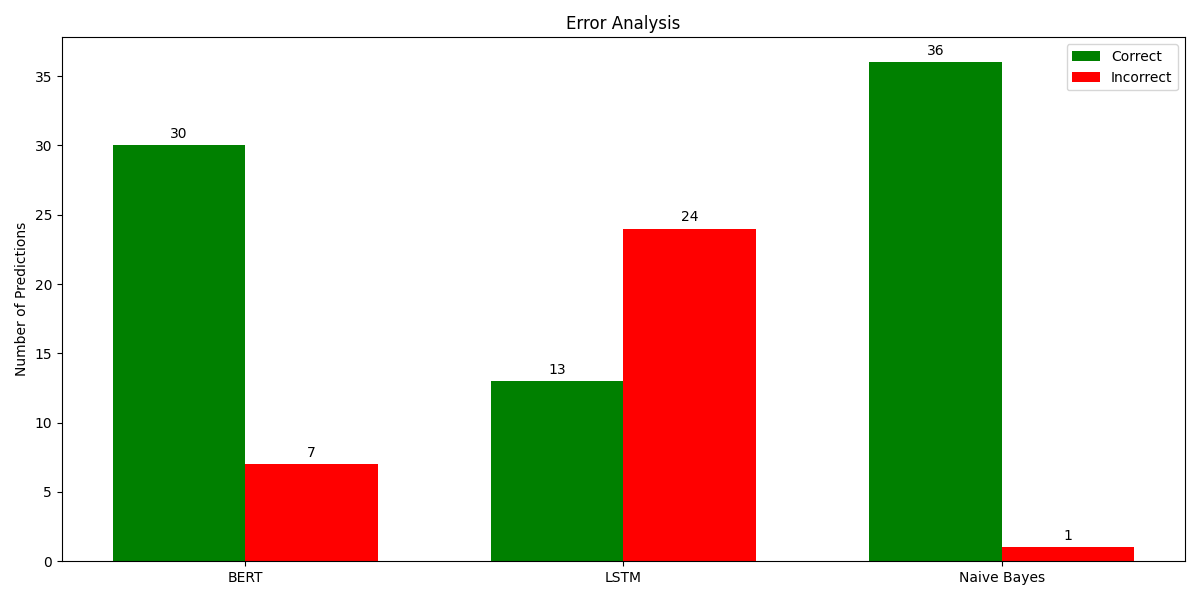 Error Analysis
Correct
Incorrect
Number of Predictions
35
30
25
20
15
10
5
0
30
7
13
24
36
1
BERT
LSTM
Naive Bayes